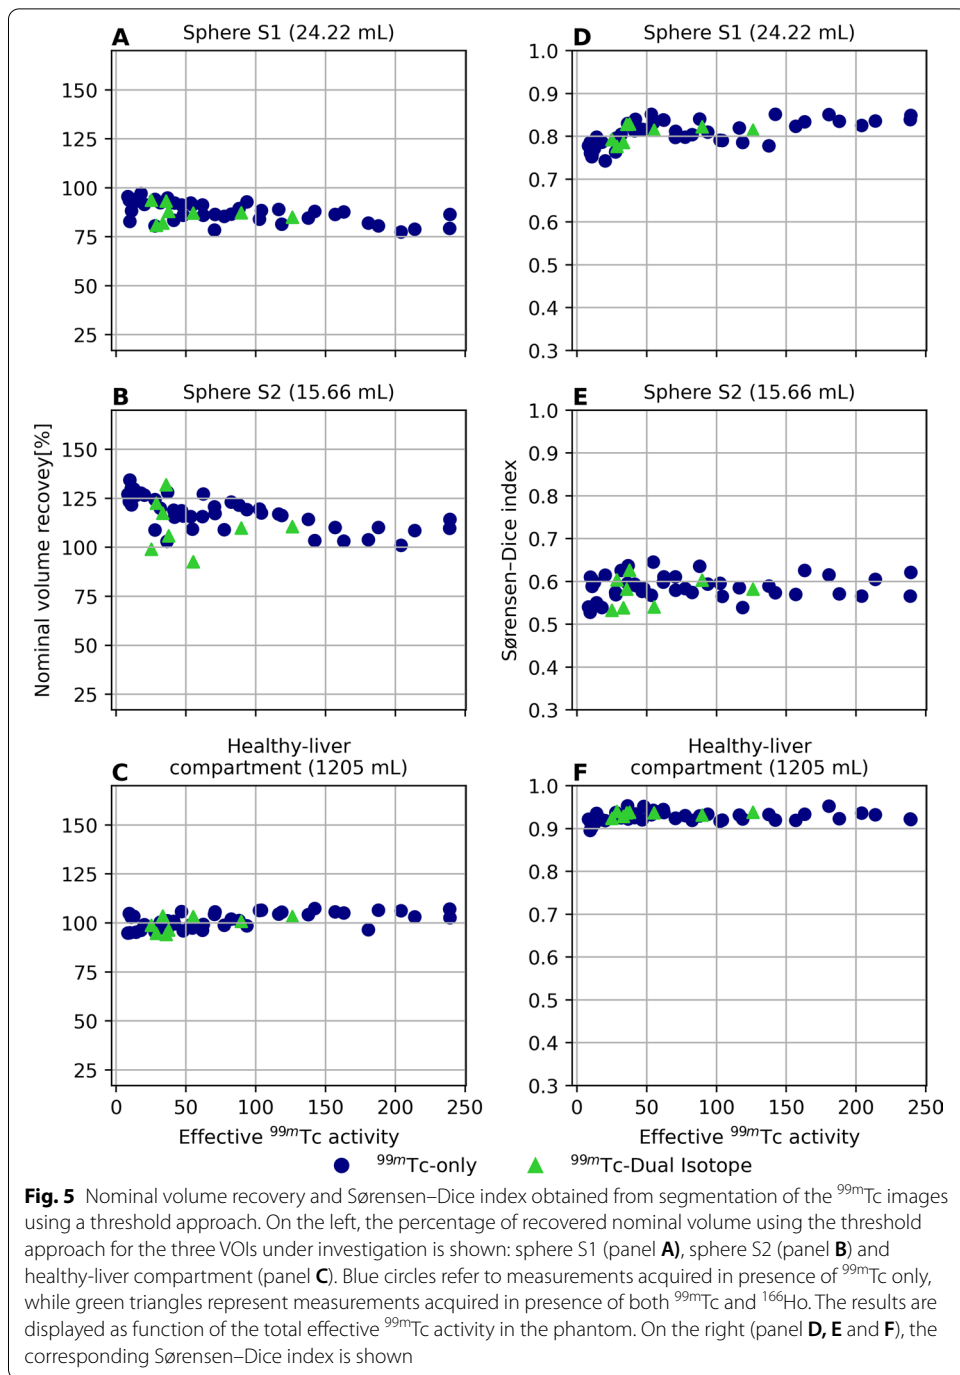 A Sphere S1 (24.22 mL)
150
125
100
75
50
25
D Sphere S1 (24.22 mL)
1.0
0.9
0.8
0.7
0.6
0.5
0.4
0.3
B Sphere S2 (15.66 mL)
Nominal volume recovey[%]
150
125
100
75
50
25
E Sphere S2 (15.66 mL)
Sørensen–Dice index
1.0
0.9
0.8
0.7
0.6
0.5
0.4
0.3
Healthy-liver
C compartment (1205 mL)
150
125
100
75
50
25
0 50 100 150 200 250
Effective 99mTc activity
Healthy-liver
F compartment (1205 mL)
1.0
0.9
0.8
0.7
0.6
0.5
0.4
0.3
0 50 100 150 200 250
Effective 99mTc activity
99mTc-only 99mTc-Dual Isotope
Fig. 5 Nominal volume recovery and Sørensen–Dice index obtained from segmentation of the 99mTc images
using a threshold approach. On the left, the percentage of recovered nominal volume using the threshold
approach for the three VOIs under investigation is shown: sphere S1 (panel A), sphere S2 (panel B) and
healthy-liver compartment (panel C). Blue circles refer to measurements acquired in presence of 99mTc only,
while green triangles represent measurements acquired in presence of both 99mTc and 166Ho. The results are
displayed as function of the total effective 99mTc activity in the phantom. On the right (panel D, E and F), the
corresponding Sørensen–Dice index is shown